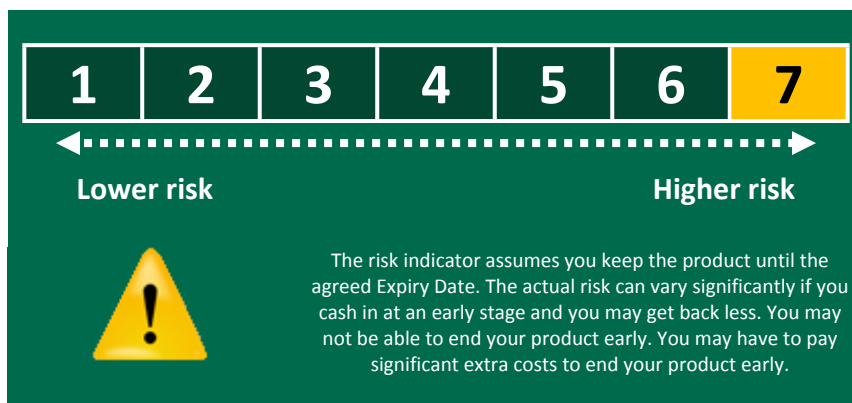 1 2 3 4 5 6 7
Lower risk Higher risk
The risk indicator assumes you keep the product until the
agreed Expiry Date. The actual risk can vary significantly if you
cash in at an early stage and you may get back less. You may
not be able to end your product early. You may have to pay
significant extra costs to end your product early.